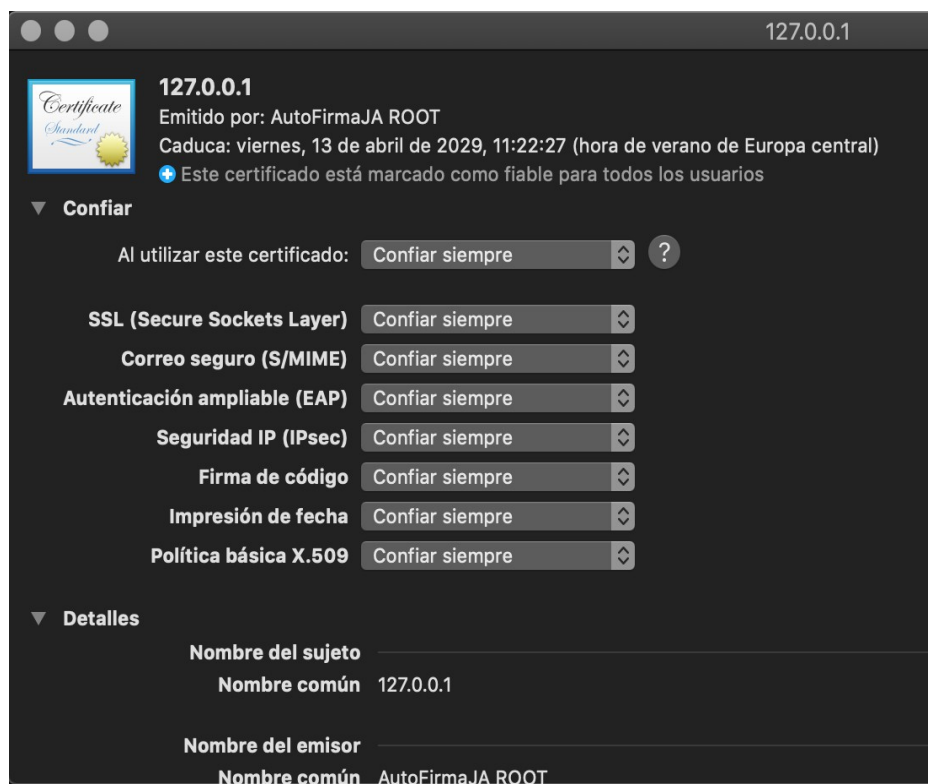 127.0.0.1
Certificate
Standard
127.0.0.1
Emitido por: AutoFirmaJA ROOT
Caduca: viernes, 13 de abril de 2029, 11:22:27 (hora de verano de Europa central)
Este certificado está marcado como fiable para todos los usuarios
Confiar
Al utilizar este certificado: Confiar siempre ?
SSL (Secure Sockets Layer) Confiar siempre
Correo seguro (S/MIME) Confiar siempre
Autenticación ampliable (EAP) Confiar siempre
Seguridad IP (IPsec) Confiar siempre
Firma de código Confiar siempre
Impresión de fecha Confiar siempre
Política básica X.509 Confiar siempre
Detalles
Nombre del sujeto
Nombre común 127.0.0.1
Nombre del emisor
Nombre común AutoFirmaJA ROOT